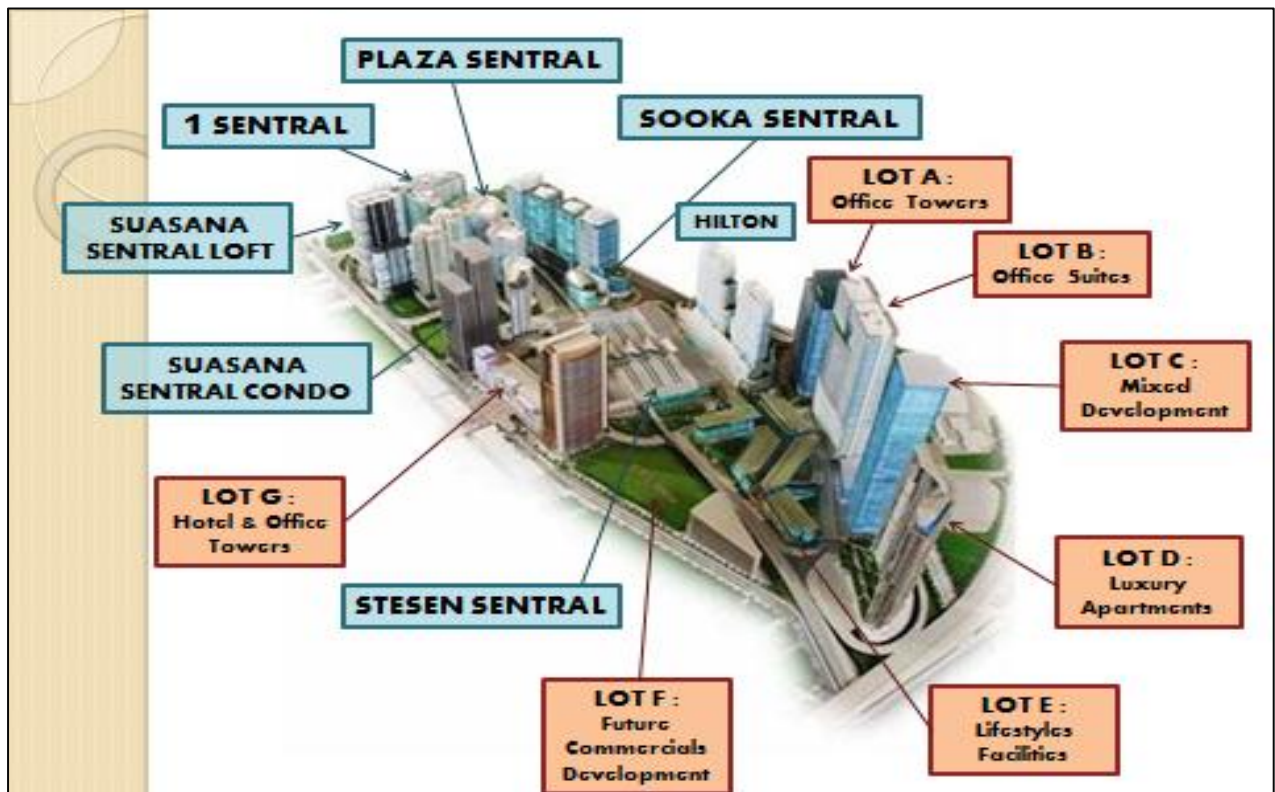 PLAZA SENTRAL
1 SENTRAL
SOOKA SENTRAL
LOT A :
Office Towers
SUASANA
SENTRAL LOFT
HILTON
LOT B :
Office Suites
SUASANA
SENTRAL CONDO
LOT C :
Mixed
Development
LOT G :
Hotel & Office
Towers
LOT D :
Luxury
Apartments
STESEN SENTRAL
LOT F :
Future
Commercials
Development
LOT E :
Lifestyles
Facilities